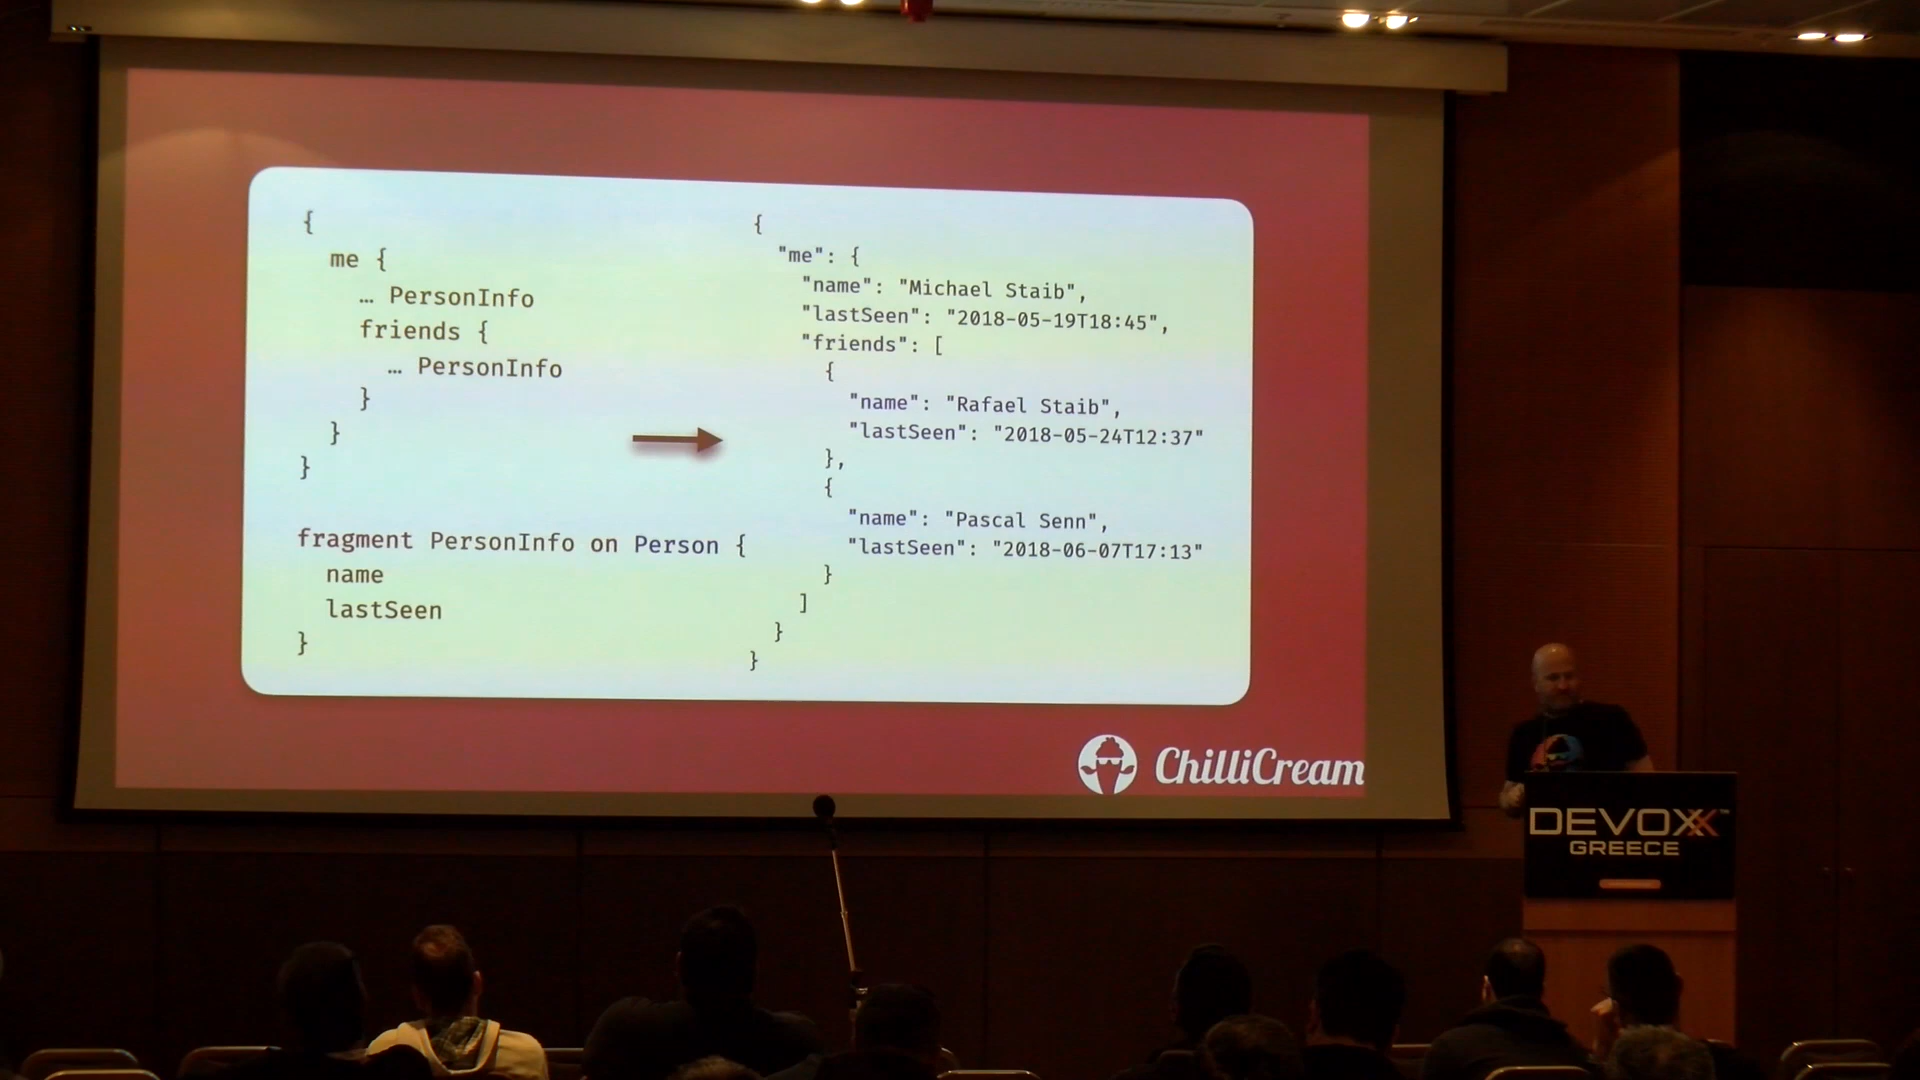 {
me {
… PersonInfo
friends {
… PersonInfo
}
}
}
fragment PersonInfo on Person {
name
lastSeen
}
{
"me": {
"name": "Michael Staib",
"lastSeen": "2018-05-19T18:45",
"friends": [
{
"name": "Rafael Staib",
"lastSeen": "2018-05-24T12:37"
},
{
"name": "Pascal Senn",
"lastSeen": "2018-06-07T17:13"
}
]
}
}
ChilliCream
DEVOXX™
GREECE